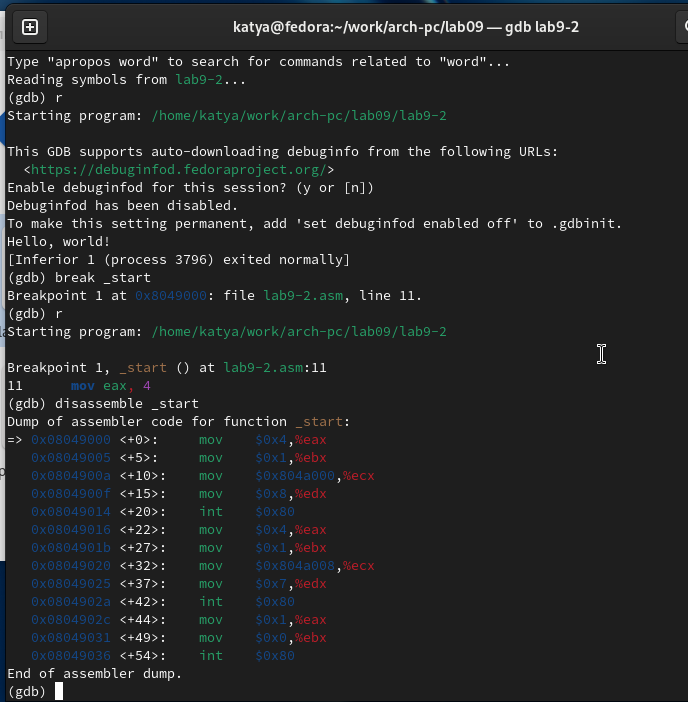 katya@fedora:~/work/arch-pc/lab09 — gdb lab9-2
Type "apropos word" to search for commands related to "word"...
Reading symbols from lab9-2...
(gdb) r
Starting program: /home/katya/work/arch-pc/lab09/lab9-2
This GDB supports auto-downloading debuginfo from the following URLs:
  <https://debuginfod.fedoraproject.org/>
Enable debuginfod for this session? (y or [n])
Debuginfod has been disabled.
To make this setting permanent, add 'set debuginfod enabled off' to .gdbinit.
Hello, world!
[Inferior 1 (process 3796) exited normally]
(gdb) break _start
Breakpoint 1 at 0x8049000: file lab9-2.asm, line 11.
(gdb) r
Starting program: /home/katya/work/arch-pc/lab09/lab9-2
Breakpoint 1, _start () at lab9-2.asm:11
11      mov eax, 4
(gdb) disassemble _start
Dump of assembler code for function _start:
=> 0x08049000 <+0>:    mov    $0x4,%eax
   0x08049005 <+5>:    mov    $0x1,%ebx
   0x0804900a <+10>:   mov    $0x804a000,%ecx
   0x0804900f <+15>:   mov    $0x8,%edx
   0x08049014 <+20>:   int    $0x80
   0x08049016 <+22>:   mov    $0x4,%eax
   0x0804901b <+27>:   mov    $0x1,%ebx
   0x08049020 <+32>:   mov    $0x804a008,%ecx
   0x08049025 <+37>:   mov    $0x7,%edx
   0x0804902a <+42>:   int    $0x80
   0x0804902c <+44>:   mov    $0x1,%eax
   0x08049031 <+49>:   mov    $0x0,%ebx
   0x08049036 <+54>:   int    $0x80
End of assembler dump.
(gdb)